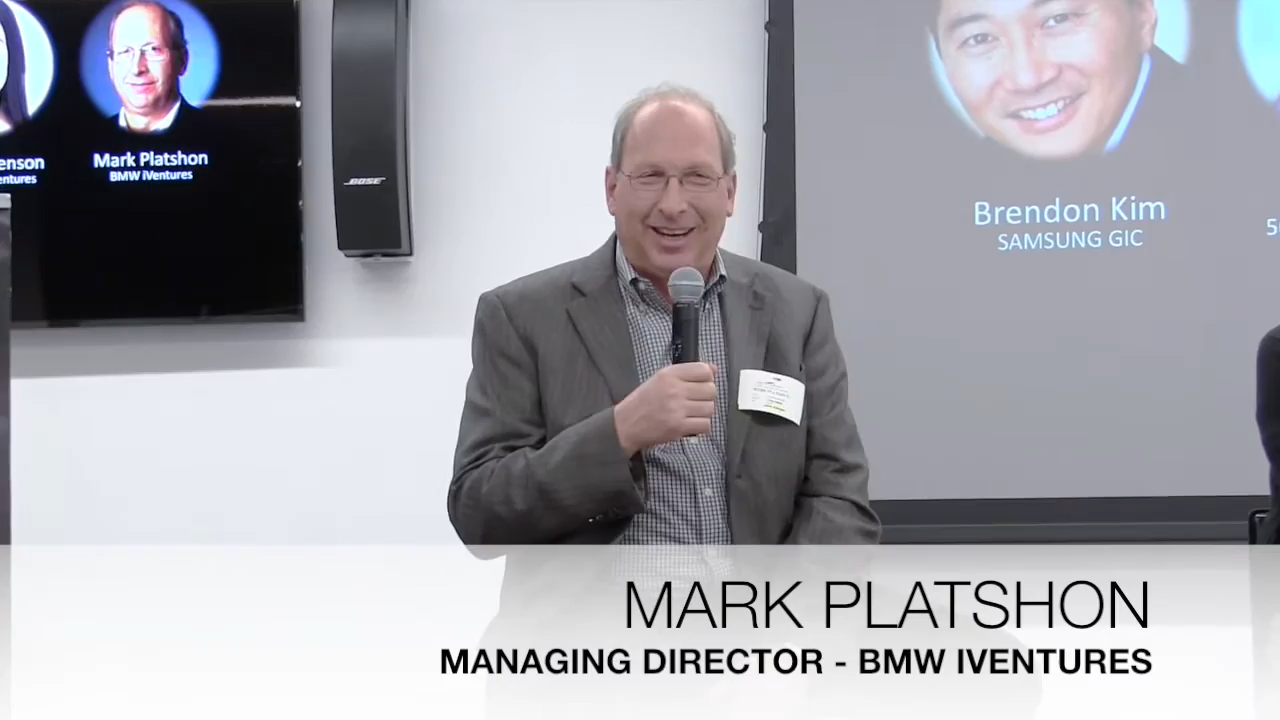 enson
entures
Mark Platshon
BMW iVentures
BOSE
Brendon Kim
SAMSUNG GIC
MARK PLATSHON
MANAGING DIRECTOR - BMW IVENTURES